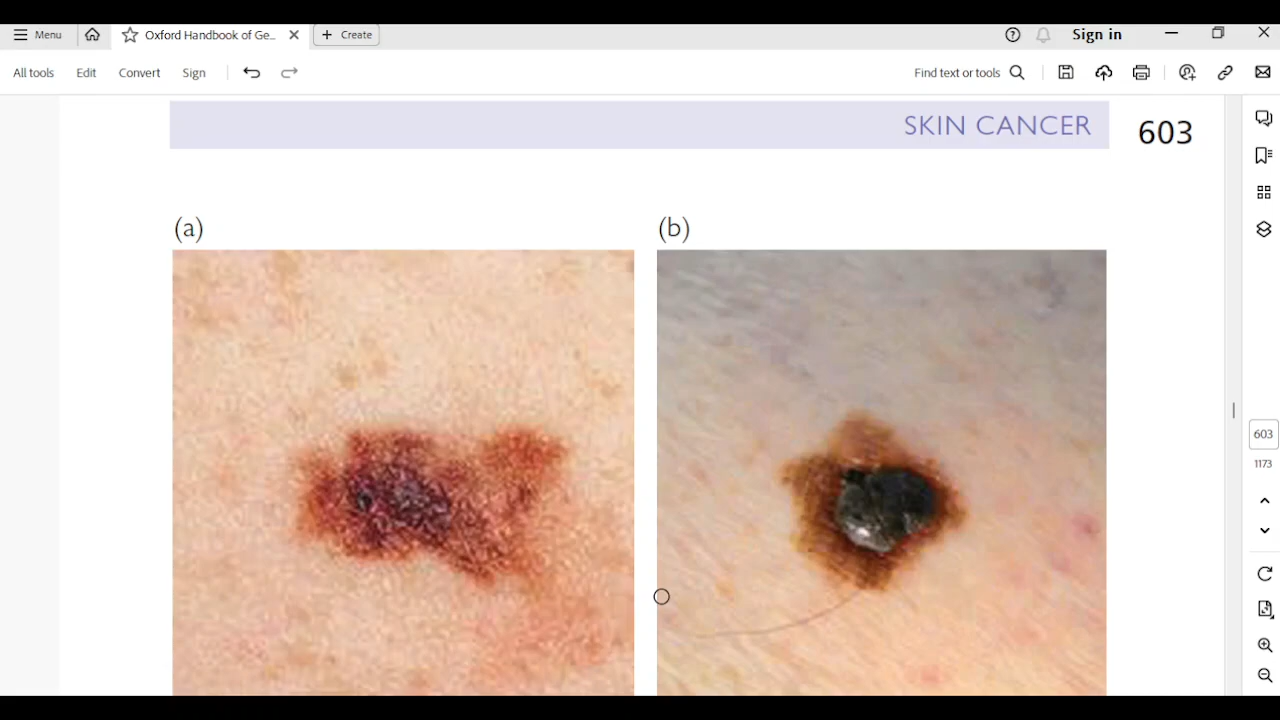 Menu
Oxford Handbook of Ge...
Create
Sign in
All tools
Edit
Convert
Sign
Find text or tools
SKIN CANCER
603
(a)
(b)
603
1173